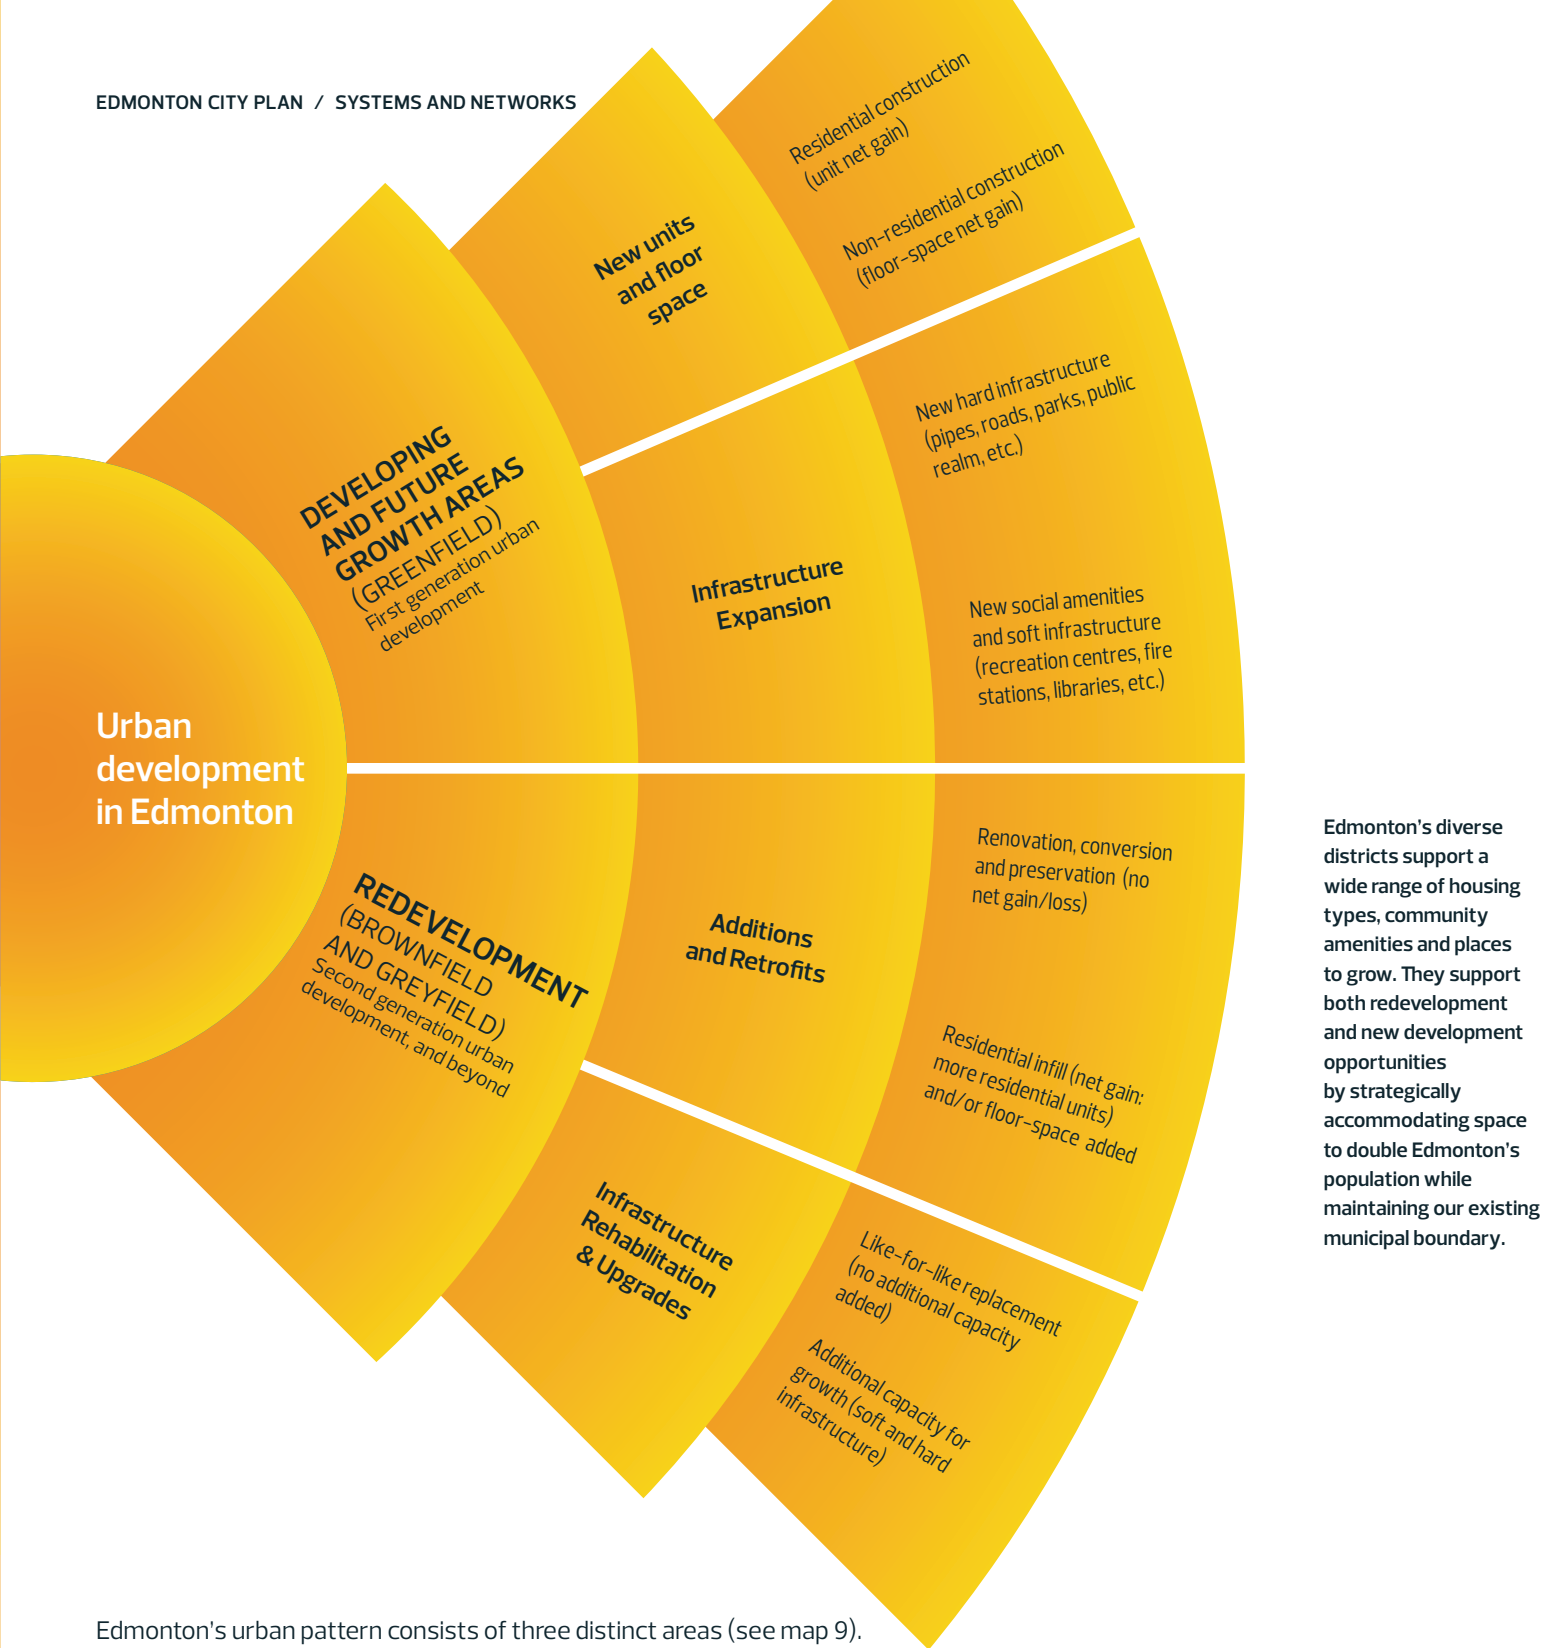 EDMONTON CITY PLAN / SYSTEMS AND NETWORKS
Urban
development
in Edmonton
DEVELOPING
AND FUTURE
GROWTH AREAS
(GREENFIELD)
First generation urban
development
New units
and floor
space
Residential construction
(unit net gain)
Non-residential construction
(floor-space net gain)
Infrastructure
Expansion
New hard infrastructure
(pipes, roads, parks, public
realm, etc.)
New social amenities
and soft infrastructure
(recreation centres, fire
stations, libraries, etc.)
REDEVELOPMENT
(BROWNFIELD
AND GREYFIELD)
Second generation urban
development, and beyond
Additions
and Retrofits
Renovation, conversion
and preservation (no
net gain/loss)
Residential infill (net gain:
more residential units)
and/or floor-space added
Infrastructure
Rehabilitation
& Upgrades
Like-for-like replacement
(no additional capacity
added)
Additional capacity for
growth (soft and hard
infrastructure)
Edmonton's diverse
districts support a
wide range of housing
types, community
amenities and places
to grow. They support
both redevelopment
and new development
opportunities
by strategically
accommodating space
to double Edmonton's
population while
maintaining our existing
municipal boundary.
Edmonton's urban pattern consists of three distinct areas (see map 9).